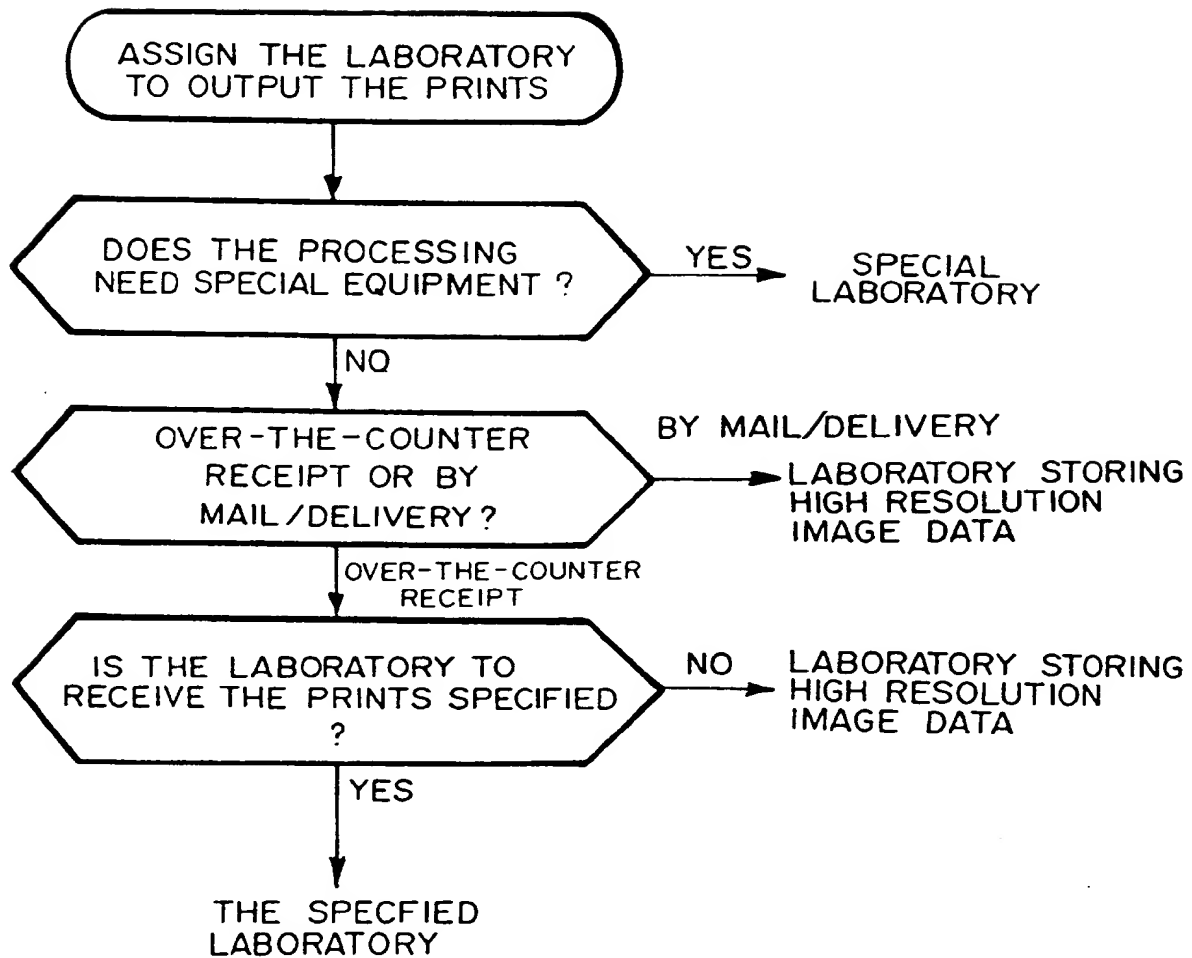 ASSIGN THE LABORATORY
TO OUTPUT THE PRINTS
DOES THE PROCESSING
NEED SPECIAL EQUIPMENT ?
YES
SPECIAL
LABORATORY
NO
OVER-THE-COUNTER
RECEIPT OR BY
MAIL/DELIVERY ?
BY MAIL/DELIVERY
LABORATORY STORING
HIGH RESOLUTION
IMAGE DATA
OVER-THE-COUNTER
RECEIPT
IS THE LABORATORY TO
RECEIVE THE PRINTS SPECIFIED
?
NO
LABORATORY STORING
HIGH RESOLUTION
IMAGE DATA
YES
THE SPECFIED
LABORATORY